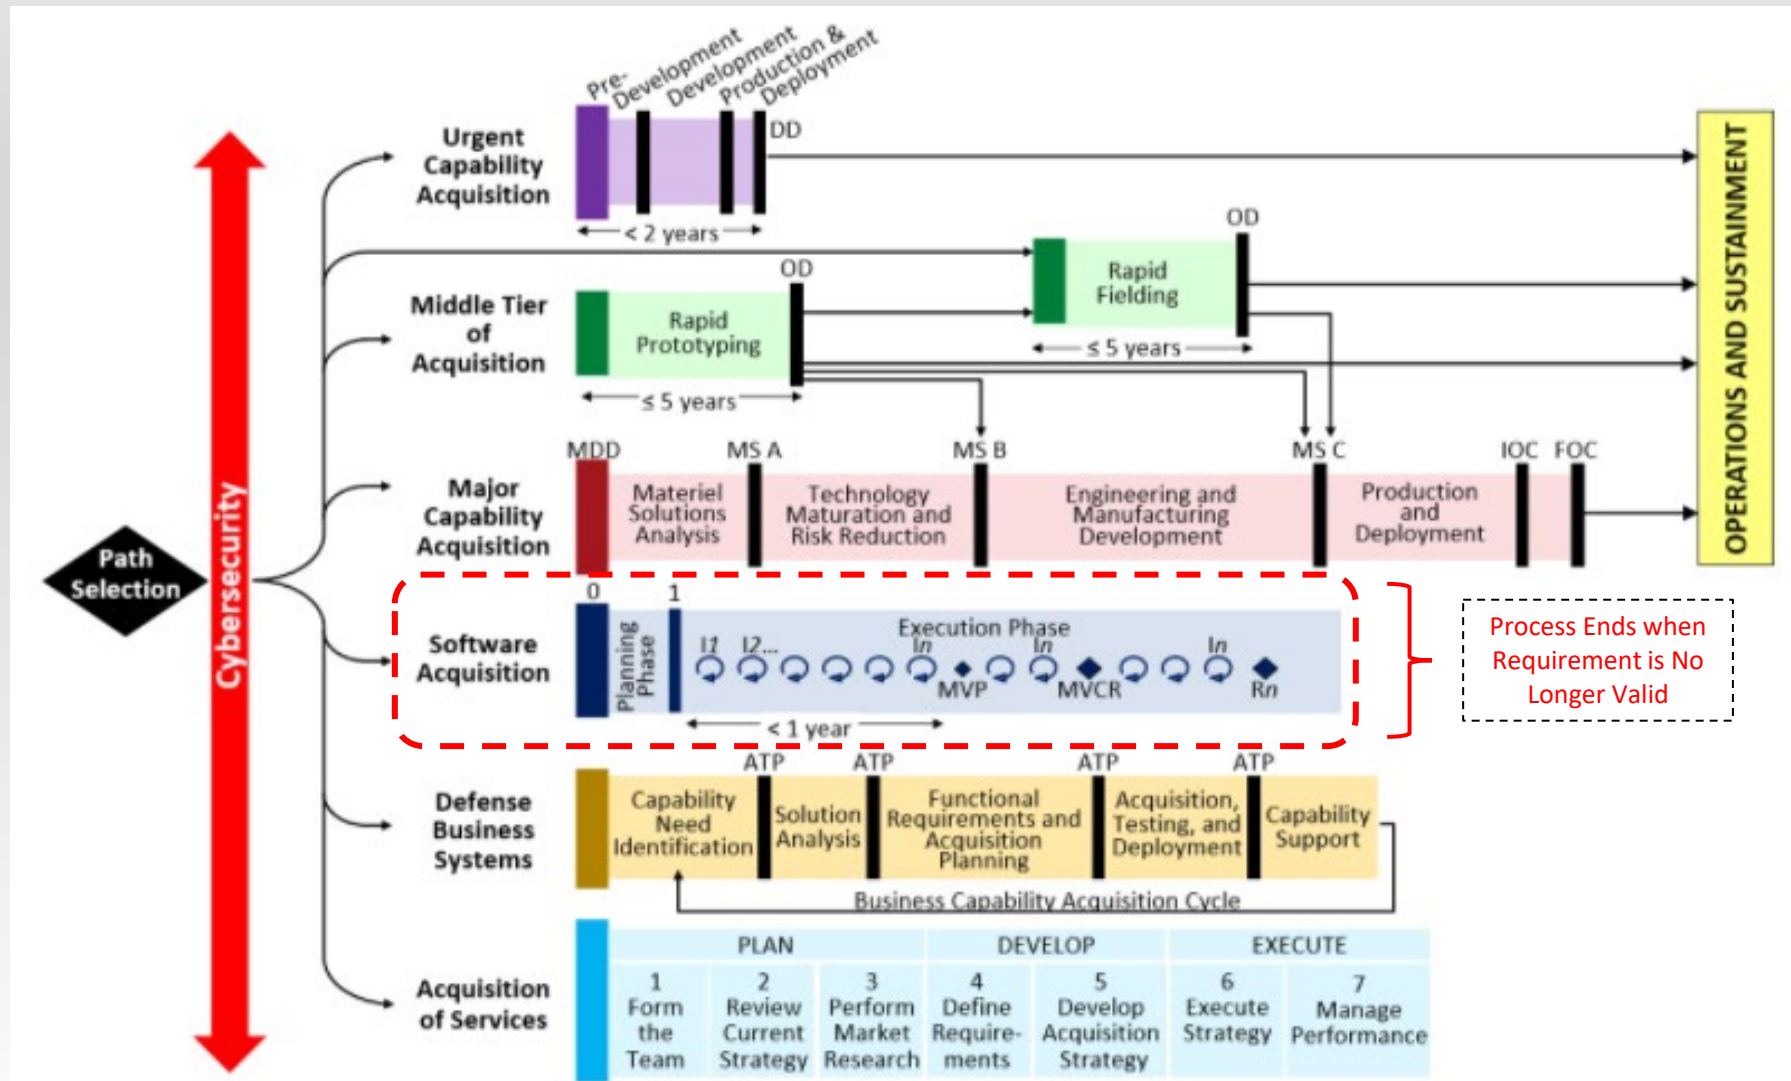 Pre-
Development
Development
Production &
Deployment
Urgent
Capability
Acquisition
DD
< 2 years
OD
Rapid
Fielding
≤ 5 years
Middle Tier
of
Acquisition
OD
Rapid
Prototyping
≤ 5 years
OPERATIONS AND SUSTAINMENT
Cybersecurity
Path
Selection
MDD
MS A
MS B
MS C
IOC
FOC
Major
Capability
Acquisition
Materiel
Solutions
Analysis
Technology
Maturation and
Risk Reduction
Engineering and
Manufacturing
Development
Production
and
Deployment
0
1
Software
Acquisition
Planning
Phase
Execution Phase
I1
I2...
In
In
In
MVP
MVCR
Rn
< 1 year
Process Ends when
Requirement is No
Longer Valid
ATP
ATP
ATP
ATP
Defense
Business
Systems
Capability
Need
Identification
Solution
Analysis
Functional
Requirements and
Acquisition
Planning
Acquisition,
Testing, and
Deployment
Capability
Support
Business Capability Acquisition Cycle
Acquisition
of Services
PLAN
DEVELOP
EXECUTE
1
Form
the
Team
2
Review
Current
Strategy
3
Perform
Market
Research
4
Define
Require-
ments
5
Develop
Acquisition
Strategy
6
Execute
Strategy
7
Manage
Performance